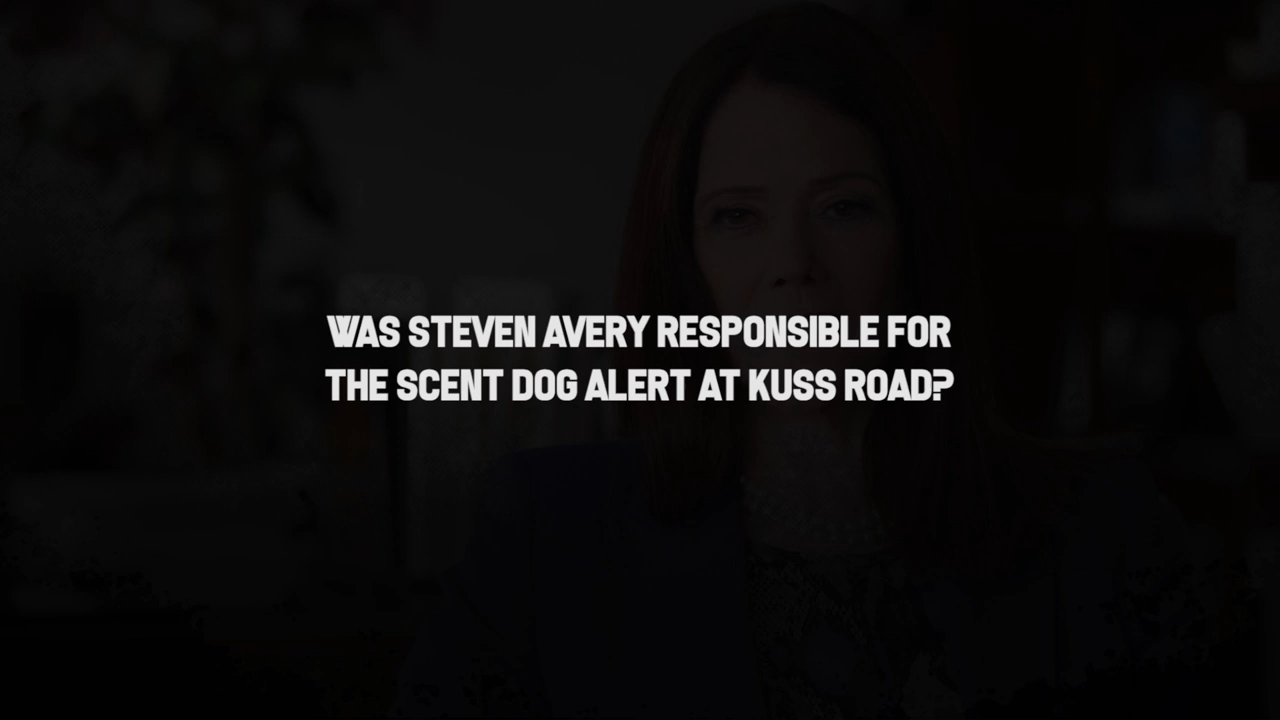 WAS STEVEN AVERY RESPONSIBLE FOR
THE SCENT DOG ALERT AT KUSS ROAD?